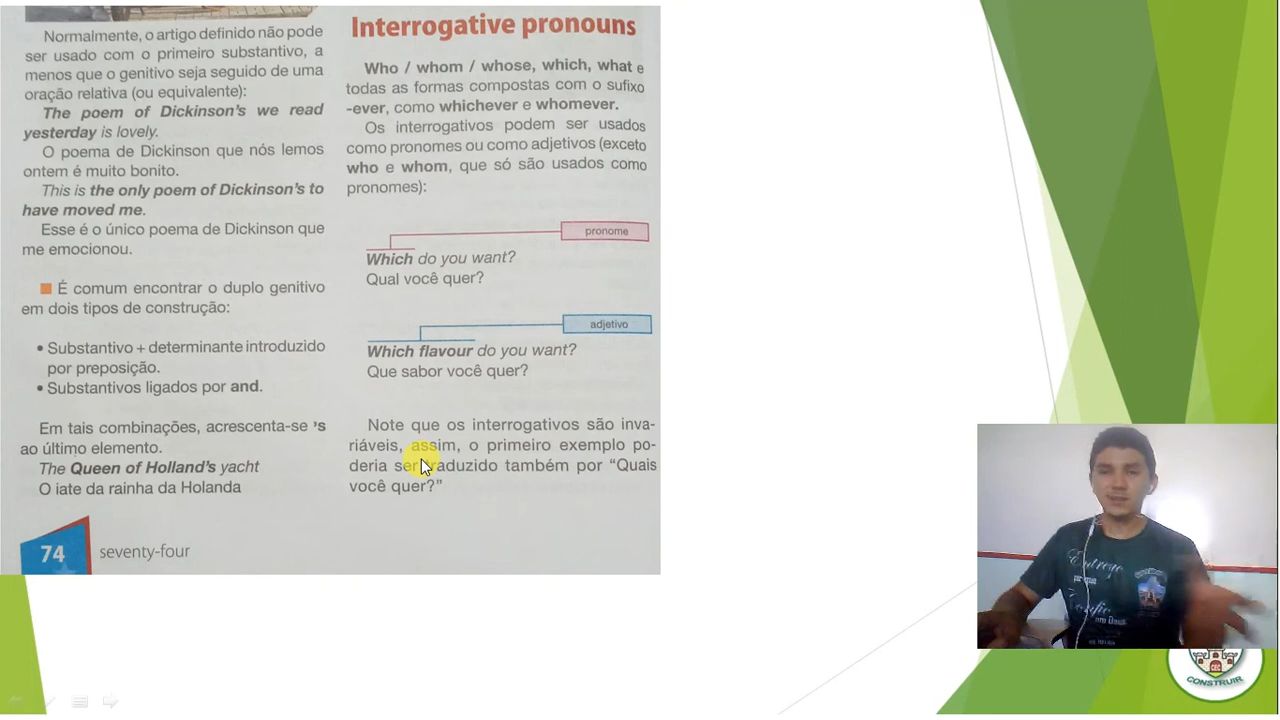 Normalmente, o artigo definido não pode
ser usado com o primeiro substantivo, a
menos que o genitivo seja seguido de uma
oração relativa (ou equivalente):
The poem of Dickinson's we read
yesterday is lovely.
O poema de Dickinson que nós lemos
ontem é muito bonito.
This is the only poem of Dickinson's to
have moved me.
Esse é o único poema de Dickinson que
me emocionou.
É comum encontrar o duplo genitivo
em dois tipos de construção:
• Substantivo + determinante introduzido
por preposição.
• Substantivos ligados por and.
Em tais combinações, acrescenta-se 's
ao último elemento.
The Queen of Holland's yacht
O iate da rainha da Holanda
74 seventy-four
Interrogative pronouns
Who / whom / whose, which, what e
todas as formas compostas com o sufixo
-ever, como whichever e whomever.
Os interrogativos podem ser usados
como pronomes ou como adjetivos (exceto
who e whom, que só são usados como
pronomes):
pronome
Which do you want?
Qual você quer?
adjetivo
Which flavour do you want?
Que sabor você quer?
Note que os interrogativos são inva-
riáveis, assim, o primeiro exemplo po-
deria ser traduzido também por “Quais
você quer?”
Entrego
em Deus
CEC
CONSTRUIR